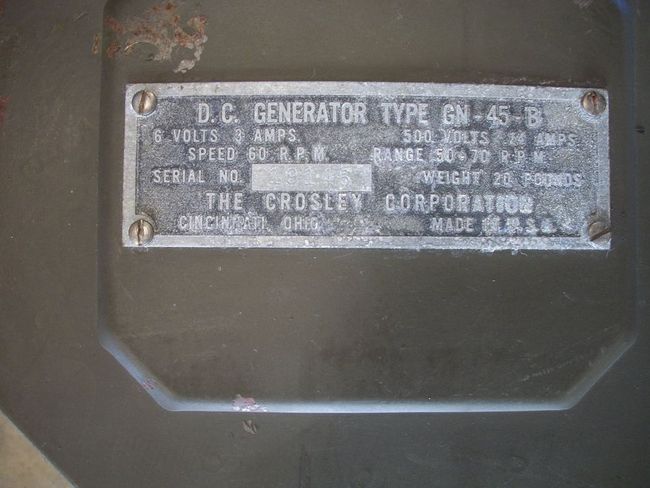 D.C. GENERATOR TYPE GN-45-B
6 VOLTS 3 AMPS. 500 VOLTS AMPS.
SPEED 60 R.P.M. RANGE 50-70 R.P.M.
SERIAL NO. WEIGHT 20 POUNDS
THE CROSLEY CORPORATION
CINCINNATI, OHIO. MADE IN U.S.A.